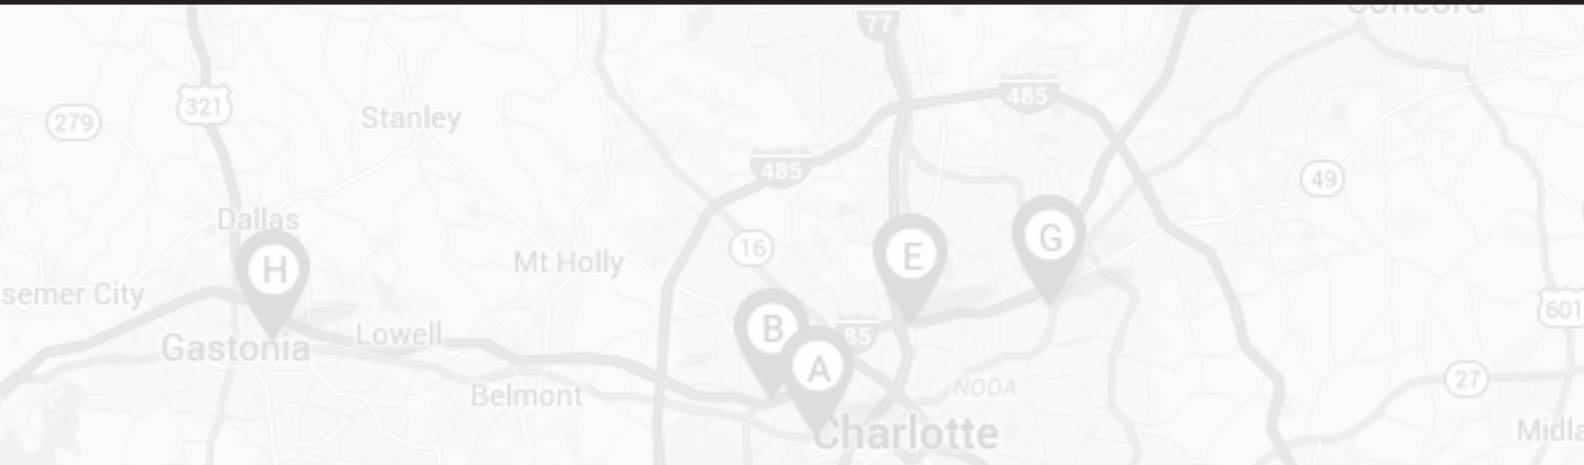 Concord
77
485
321
Stanley
279
485
49
Dallas
G
16
E
Mt Holly
H
semer City
601
B
85
Lowell
Gastonia
A
27
NODA
Belmont
Charlotte
Midla